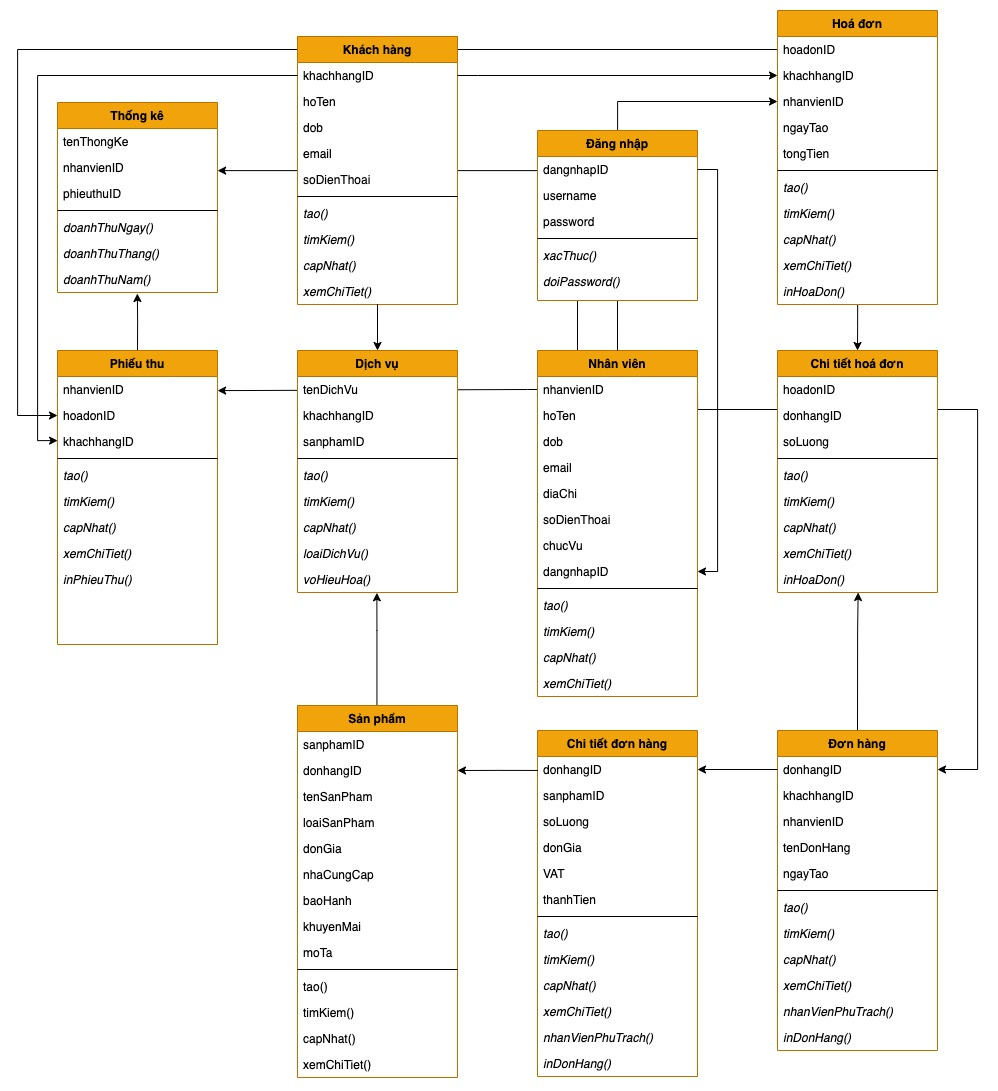 Hoá đơn
hoadonID
khachhangID
nhanvienID
ngayTao
tongTien
tao()
timKiem()
capNhat()
xemChiTiet()
inHoaDon()
Khách hàng
khachhangID
hoTen
dob
email
soDienThoai
tao()
timKiem()
capNhat()
xemChiTiet()
Thống kê
tenThongKe
nhanvienID
phieuthuID
doanhThuNgay()
doanhThuThang()
doanhThuNam()
Đăng nhập
dangnhapID
username
password
xacThuc()
doiPassword()
Phiếu thu
nhanvienID
hoadonID
khachhangID
tao()
timKiem()
capNhat()
xemChiTiet()
inPhieuThu()
Dịch vụ
tenDichVu
khachhangID
sanphamID
tao()
timKiem()
capNhat()
loaiDichVu()
voHieuHoa()
Nhân viên
nhanvienID
hoTen
dob
email
diaChi
soDienThoai
chucVu
dangnhapID
tao()
timKiem()
capNhat()
xemChiTiet()
Chi tiết hoá đơn
hoadonID
donhangID
soLuong
tao()
timKiem()
capNhat()
xemChiTiet()
inHoaDon()
Sản phẩm
sanphamID
donhangID
tenSanPham
loaiSanPham
donGia
nhaCungCap
baoHanh
khuyenMai
moTa
tao()
timKiem()
capNhat()
xemChiTiet()
Chi tiết đơn hàng
donhangID
sanphamID
soLuong
donGia
VAT
thanhTien
tao()
timKiem()
capNhat()
xemChiTiet()
nhanVienPhuTrach()
inDonHang()
Đơn hàng
donhangID
khachhangID
nhanvienID
tenDonHang
ngayTao
tao()
timKiem()
capNhat()
xemChiTiet()
nhanVienPhuTrach()
inDonHang()